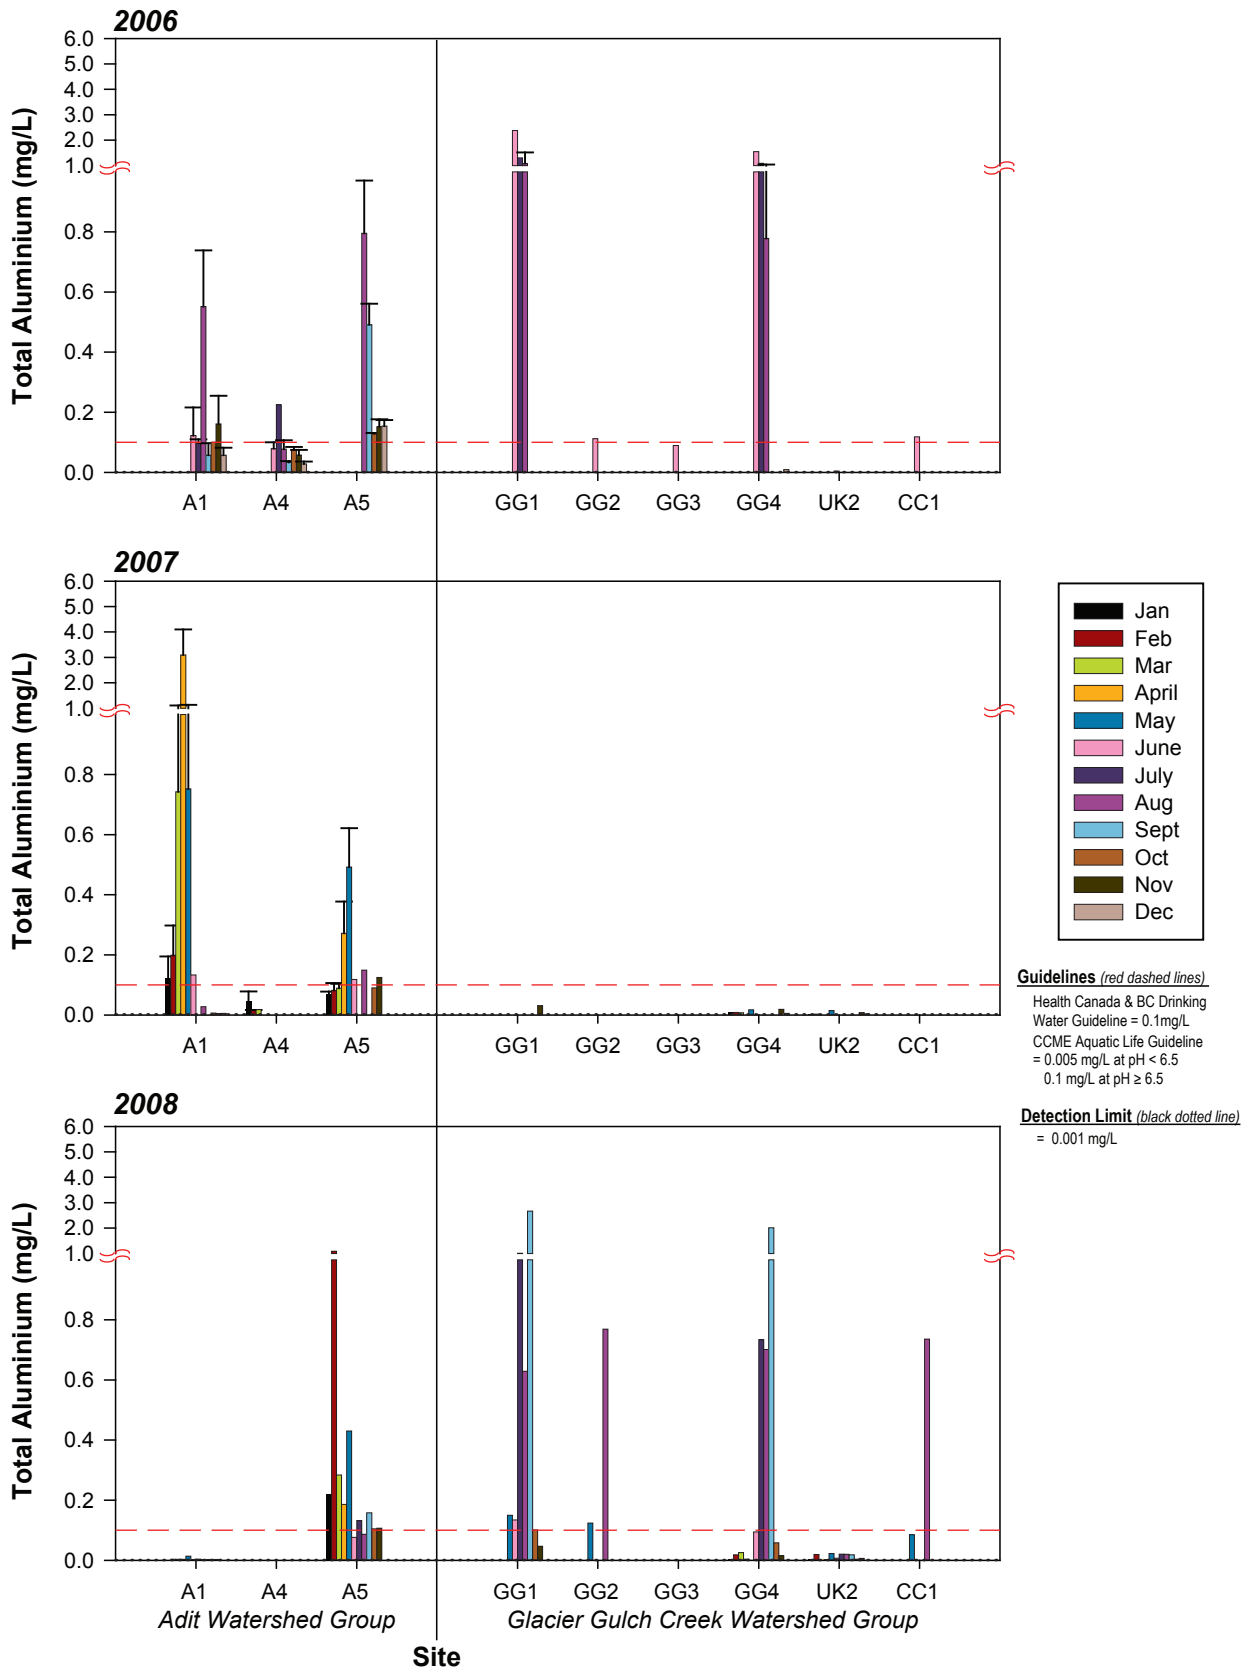 2006
6.0
5.0
4.0
3.0
2.0
1.0
0.8
0.6
0.4
0.2
0.0
Total Aluminium (mg/L)
A1 A4 A5 GG1 GG2 GG3 GG4 UK2 CC1
2007
6.0
5.0
4.0
3.0
2.0
1.0
0.8
0.6
0.4
0.2
0.0
Total Aluminium (mg/L)
A1 A4 A5 GG1 GG2 GG3 GG4 UK2 CC1
Jan
Feb
Mar
April
May
June
July
Aug
Sept
Oct
Nov
Dec
Guidelines (red dashed lines)
Health Canada & BC Drinking
Water Guideline = 0.1mg/L
CCME Aquatic Life Guideline
= 0.005 mg/L at pH < 6.5
0.1 mg/L at pH ≥ 6.5
Detection Limit (black dotted line)
= 0.001 mg/L
2008
6.0
5.0
4.0
3.0
2.0
1.0
0.8
0.6
0.4
0.2
0.0
Total Aluminium (mg/L)
A1 A4 A5 GG1 GG2 GG3 GG4 UK2 CC1
Adit Watershed Group Glacier Gulch Creek Watershed Group
Site